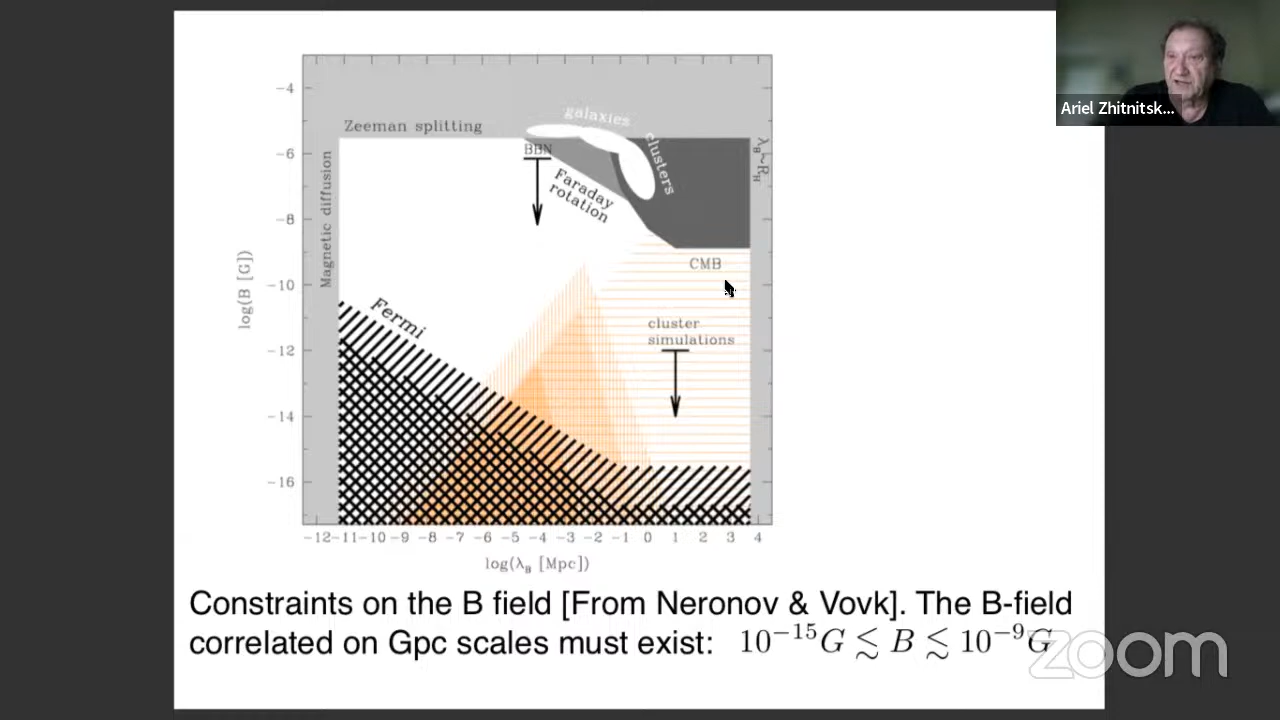 Ariel Zhitnitsk...
galaxies
Zeeman splitting
clusters
BBN
λB~RH
Magnetic diffusion
Faraday
rotation
CMB
Fermi
cluster
simulations
log(B [G])
-4
-6
-8
-10
-12
-14
-16
-12 -11 -10 -9 -8 -7 -6 -5 -4 -3 -2 -1 0 1 2 3 4
log(λB [Mpc])
Constraints on the B field [From Neronov & Vovk]. The B-field
correlated on Gpc scales must exist: 10⁻¹⁵G ≲ B ≲ 10⁻⁹G
zoom